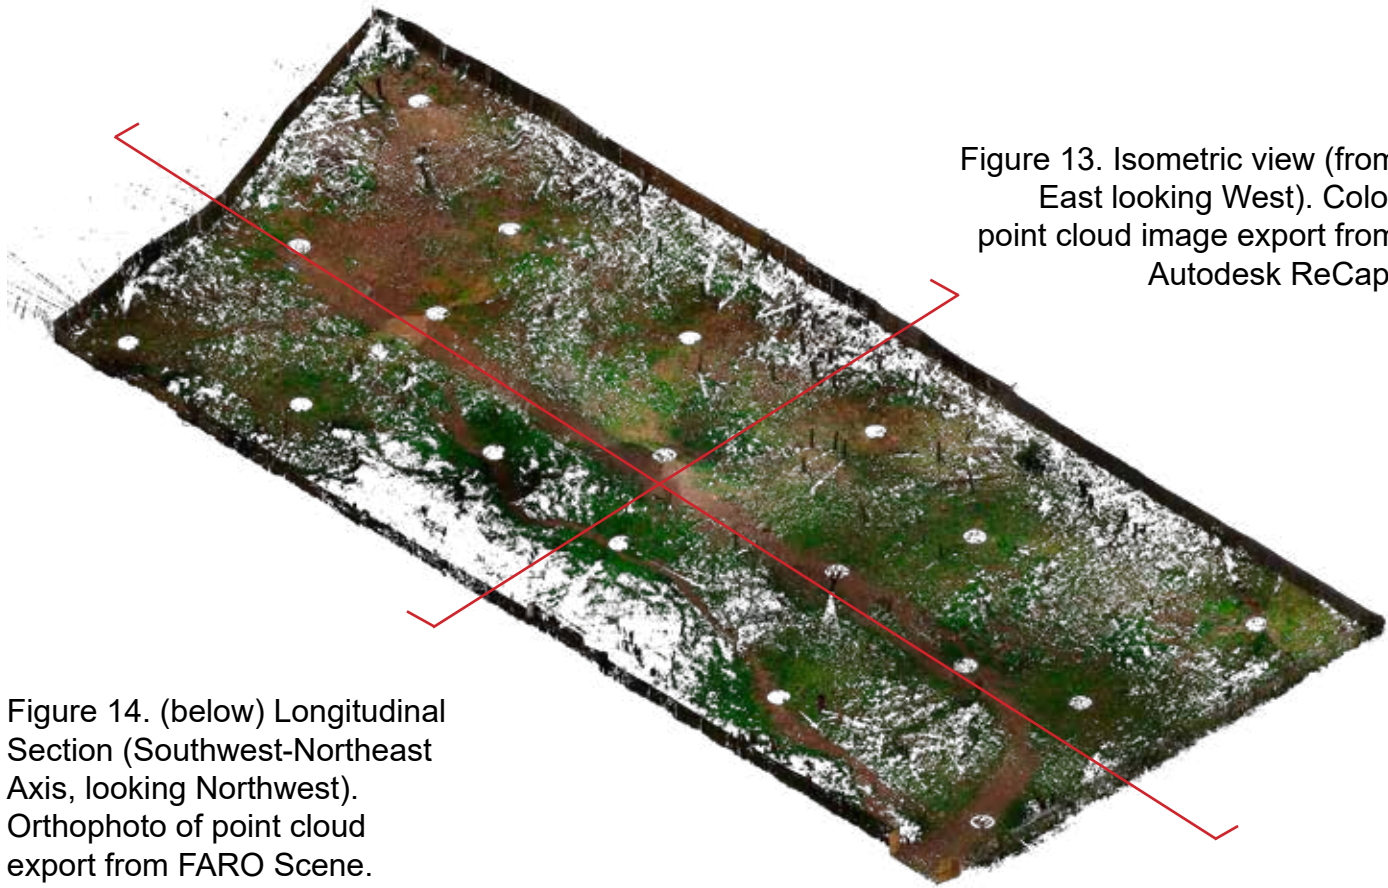 Figure 13. Isometric view (from
East looking West). Colo
point cloud image export from
Autodesk ReCap
Figure 14. (below) Longitudinal
Section (Southwest-Northeast
Axis, looking Northwest).
Orthophoto of point cloud
export from FARO Scene.